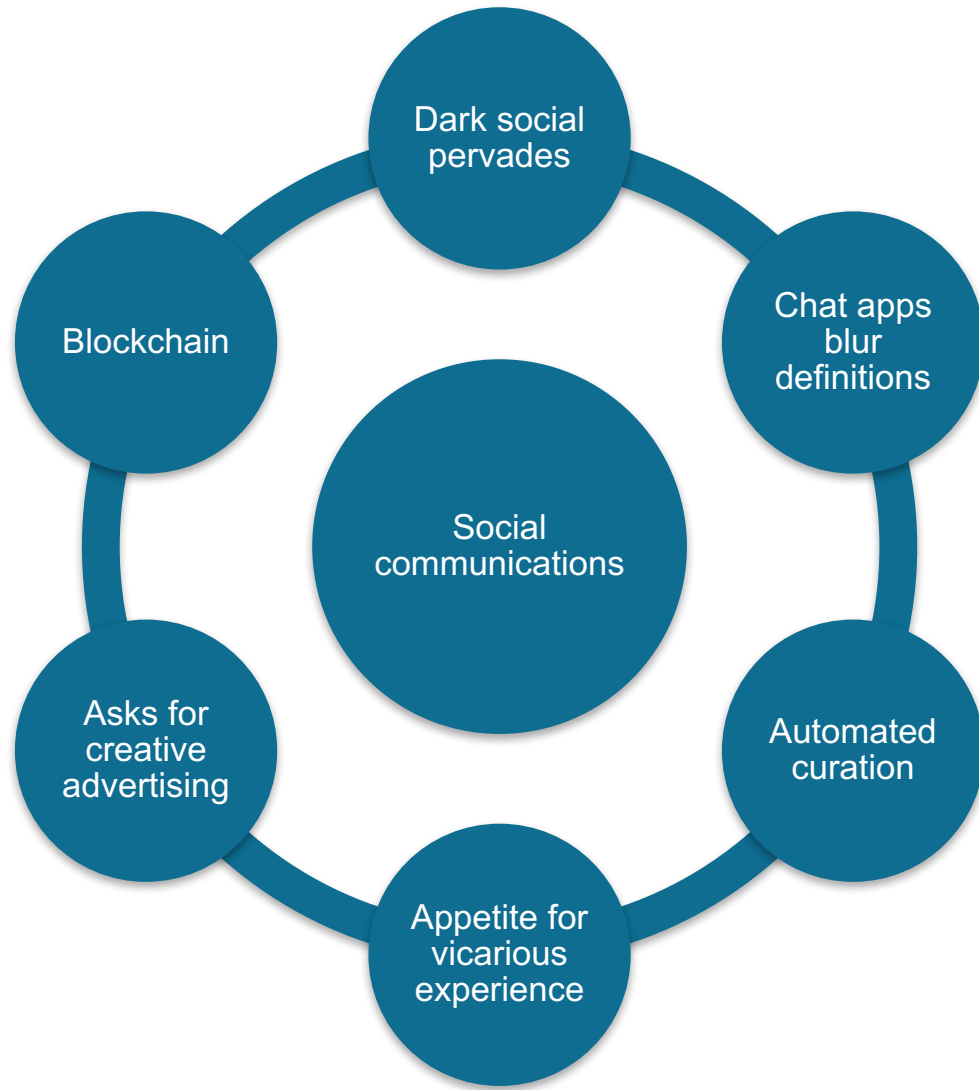 Dark social
pervades
Chat apps
blur
definitions
Automated
curation
Appetite for
vicarious
experience
Asks for
creative
advertising
Blockchain
Social
communications